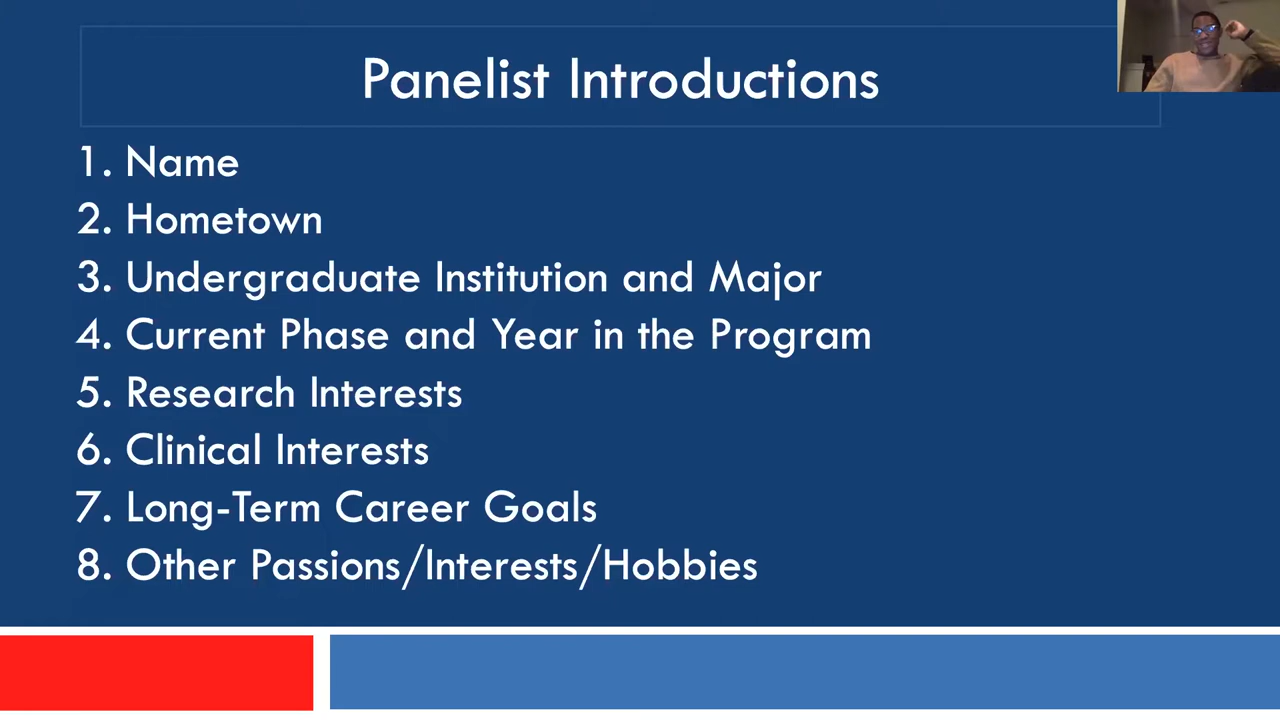 Panelist Introductions
1. Name
2. Hometown
3. Undergraduate Institution and Major
4. Current Phase and Year in the Program
5. Research Interests
6. Clinical Interests
7. Long-Term Career Goals
8. Other Passions/Interests/Hobbies